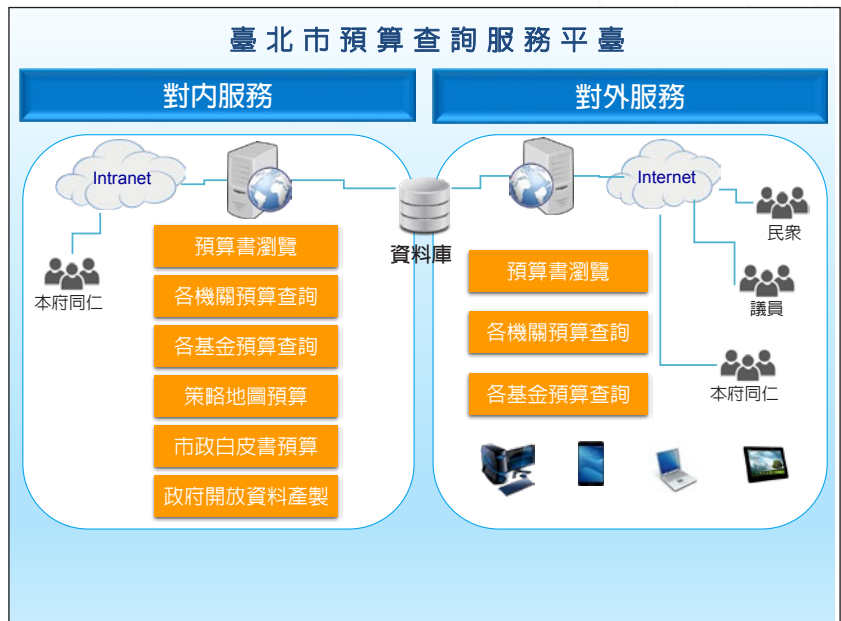 臺北市預算查詢服務平臺
對內服務
Intranet
本府同仁
預算書瀏覽
各機關預算查詢
各基金預算查詢
策略地圖預算
市政白皮書預算
政府開放資料產製
資料庫
對外服務
Internet
民眾
議員
本府同仁
預算書瀏覽
各機關預算查詢
各基金預算查詢